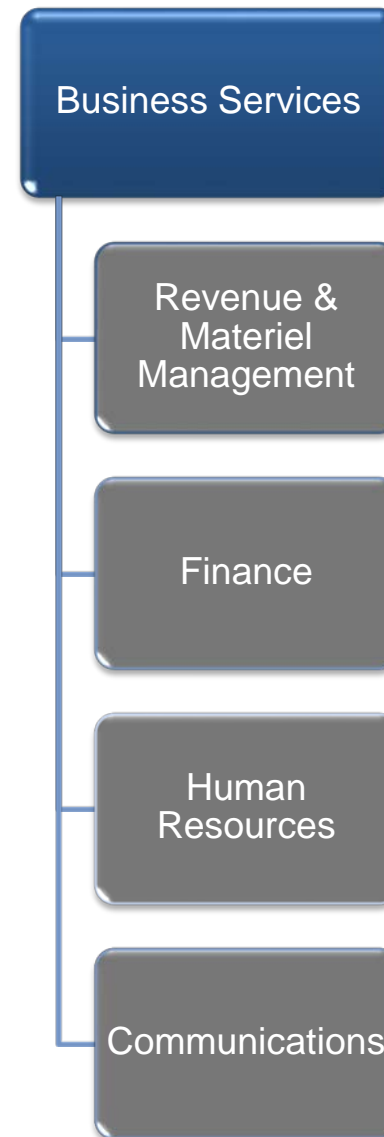 Business Services
Revenue &
Materiel
Management
Finance
Human
Resources
Communications